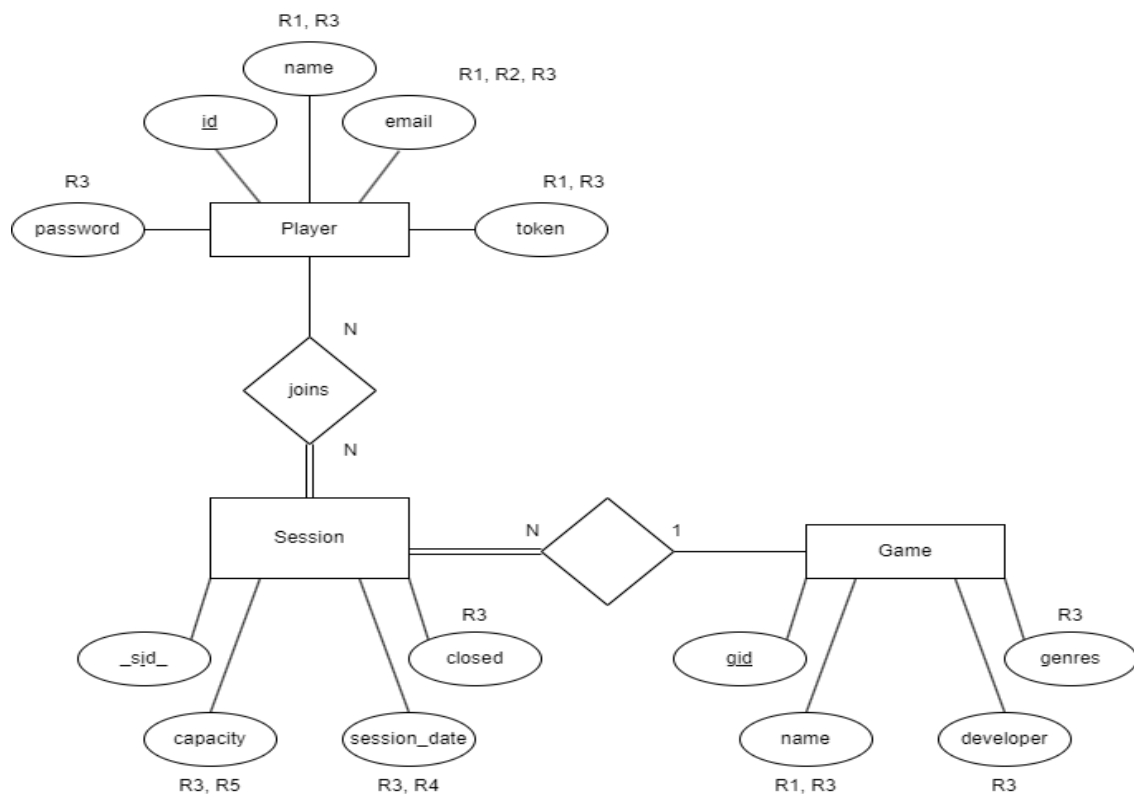 R1, R3
name
R1, R2, R3
id
email
R3
R1, R3
password
Player
token
N
joins
N
Session
N
1
Game
R3
R3
_sid_
closed
gid
genres
capacity
session_date
name
developer
R3, R5
R3, R4
R1, R3
R3